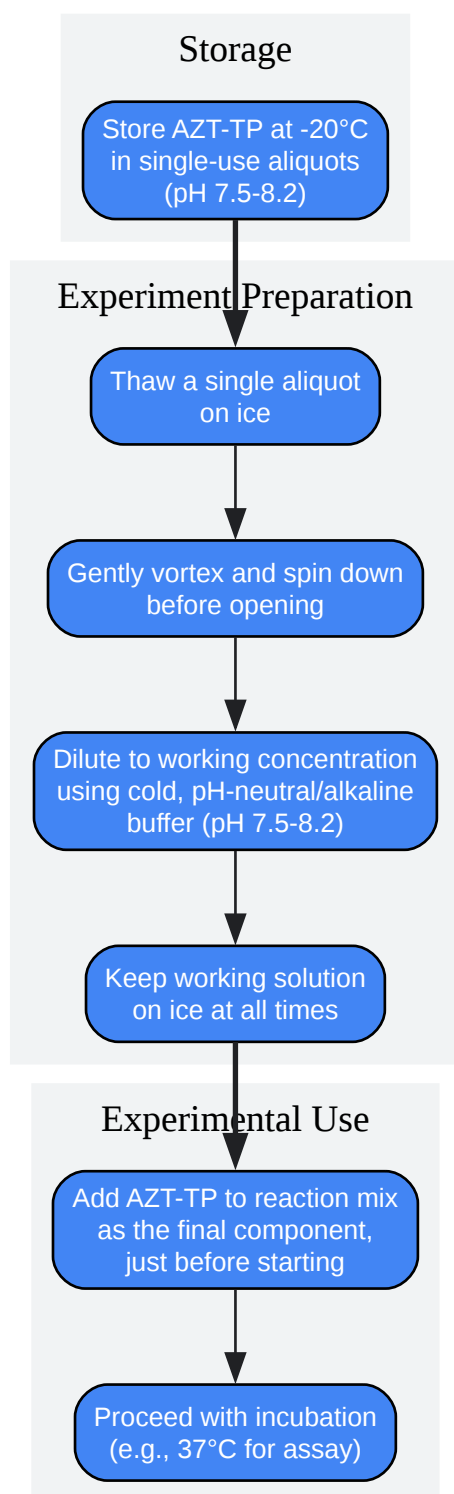 Storage
Store AZT-TP at -20°C
in single-use aliquots
(pH 7.5-8.2)
Experiment Preparation
Thaw a single aliquot
on ice
Gently vortex and spin down
before opening
Dilute to working concentration
using cold, pH-neutral/alkaline
buffer (pH 7.5-8.2)
Keep working solution
on ice at all times
Experimental Use
Add AZT-TP to reaction mix
as the final component,
just before starting
Proceed with incubation
(e.g., 37°C for assay)